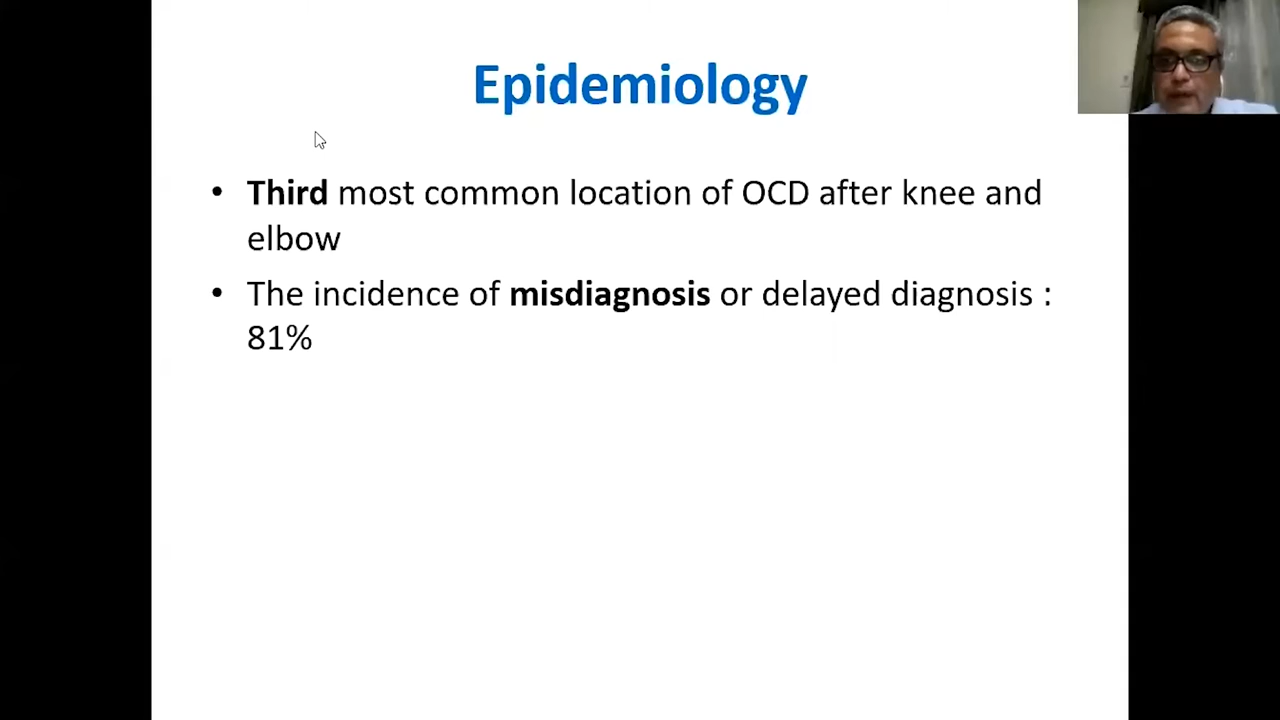 Epidemiology
• Third most common location of OCD after knee and
elbow
• The incidence of misdiagnosis or delayed diagnosis :
81%